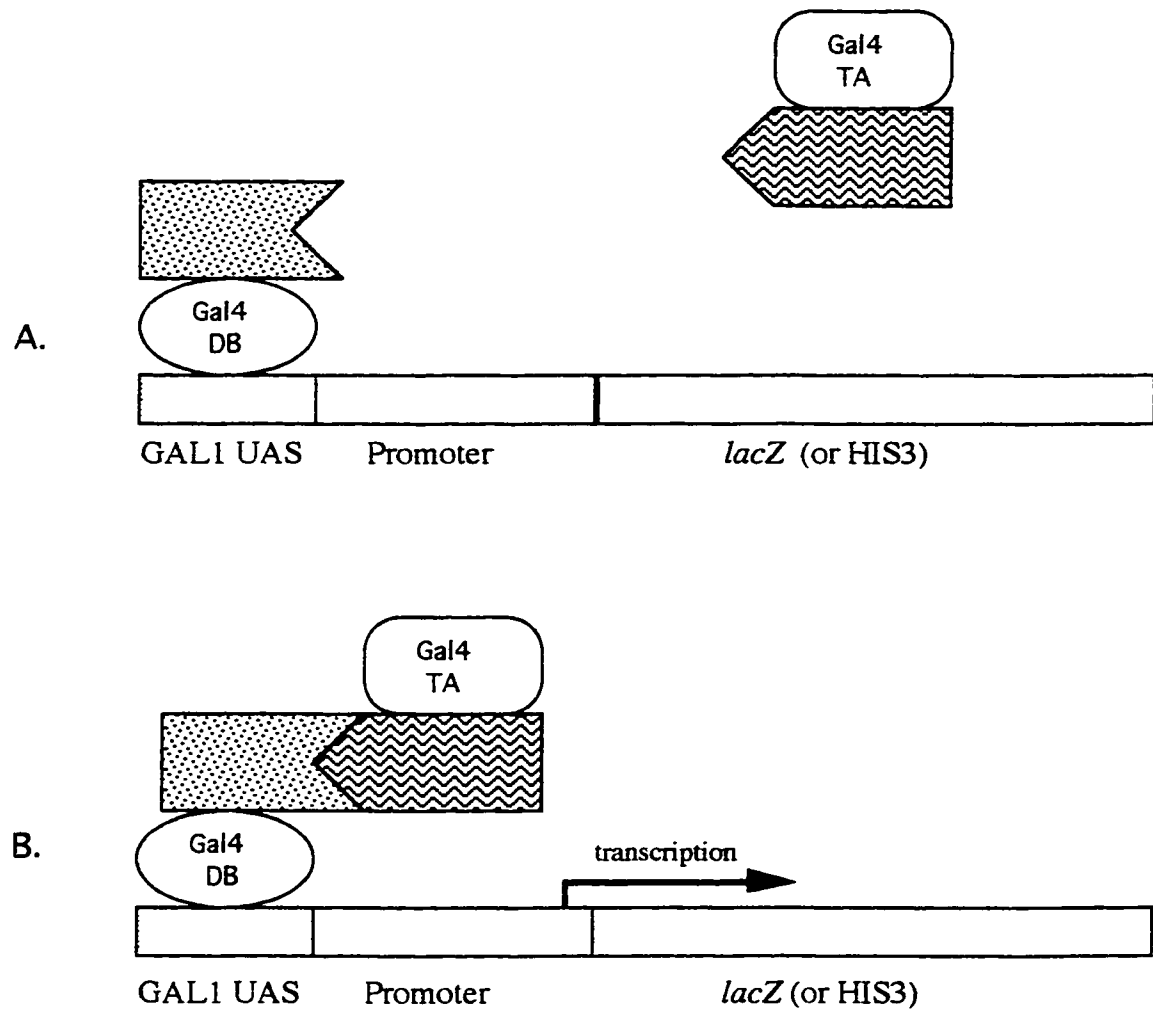 Gal4
TA
Gal4
DB
A.
GAL1 UAS Promoter lacZ (or HIS3)
Gal4
TA
Gal4
DB
B.
transcription
GAL1 UAS Promoter lacZ (or HIS3)